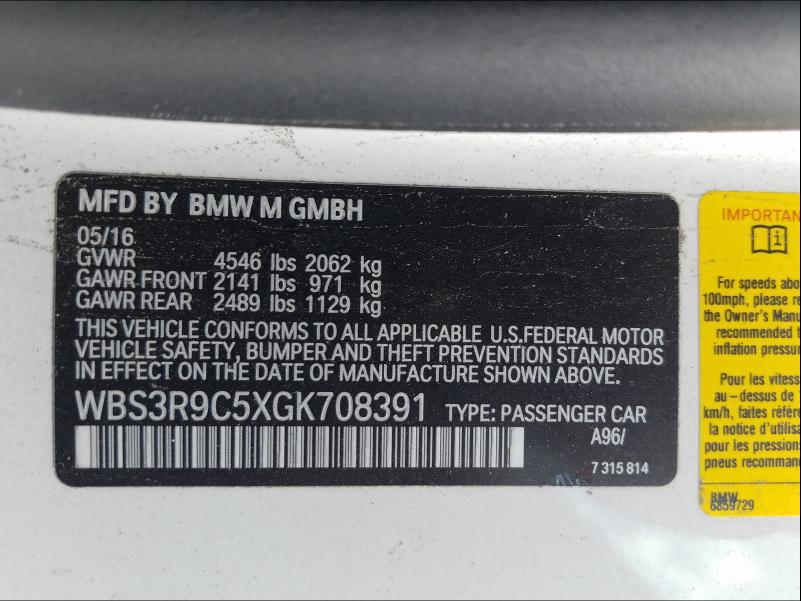 MFD BY BMW M GMBH
05/16
GVWR 4546 lbs 2062 kg
GAWR FRONT 2141 lbs 971 kg
GAWR REAR 2489 lbs 1129 kg
THIS VEHICLE CONFORMS TO ALL APPLICABLE U.S.FEDERAL MOTOR
VEHICLE SAFETY, BUMPER AND THEFT PREVENTION STANDARDS
IN EFFECT ON THE DATE OF MANUFACTURE SHOWN ABOVE.
WBS3R9C5XGK708391 TYPE: PASSENGER CAR
A96/
7 315 814
IMPORTAN
For speeds abo
100mph, please re
the Owner's Manu
recommended t
inflation pressur
Pour les vitess
au-dessus de
km/h, faites référe
la notice d'utilisa
pour les pressions
pneus recomman
BMW
6859729